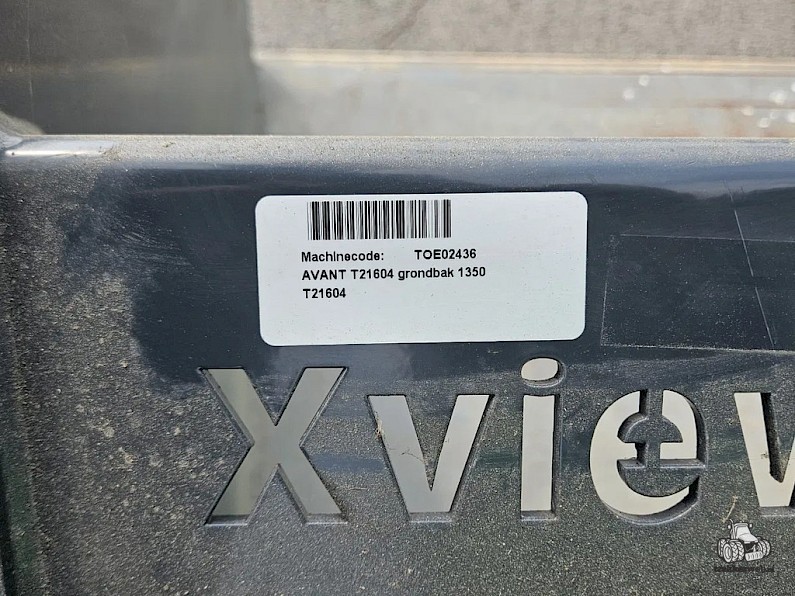 Machinecode: TOE02436
AVANT T21604 grondbak 1350
T21604
Xview